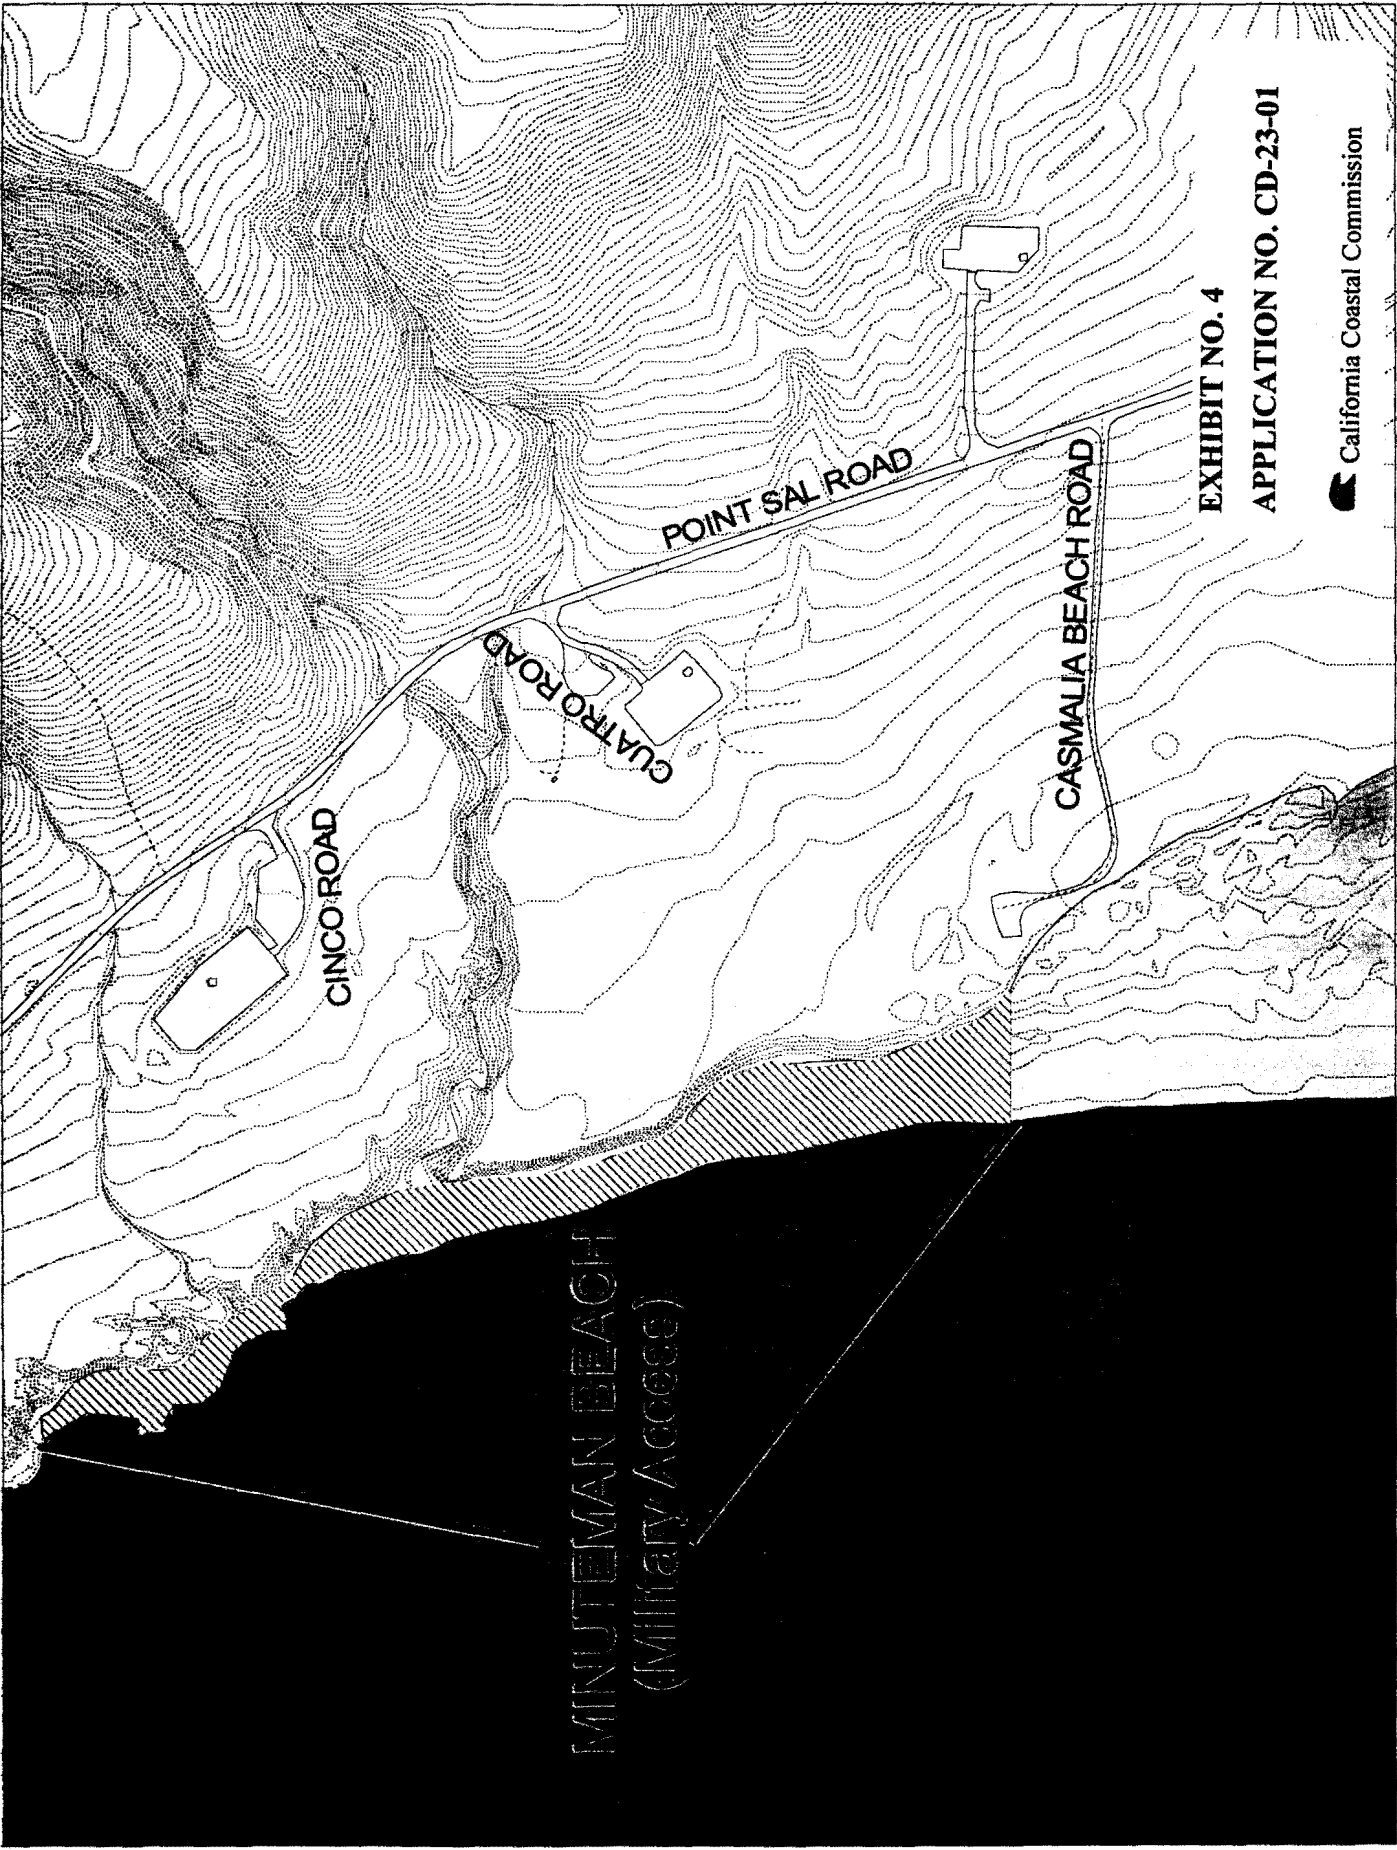 CINCO ROAD
CUATRO ROAD
POINT SAL ROAD
CASMALIA BEACH ROAD
MINUTEMAN BEACH
(Military Access)
EXHIBIT NO. 4
APPLICATION NO. CD-23-01
California Coastal Commission